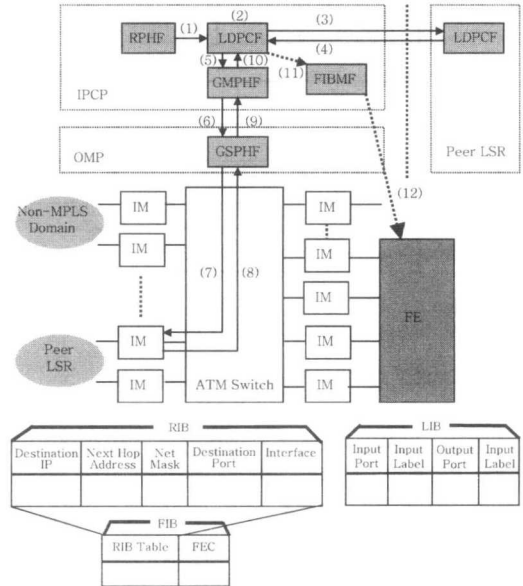 (2)
(3)
RPHF
(1)
LDPCF
LDPCF
(4)
(5)
(10)
(11)
GMPHF
FIBMF
IPCP
(6)
(9)
Peer LSR
OMP
GSPHF
(12)
Non-MPLS
Domain
IM
IM
IM
IM
(7)
(8)
FE
IM
IM
IM
Peer
LSR
IM
IM
ATM Switch
IM
RIB
LIB
Destination IP
Next Hop Address
Net Mask
Destination Port
Interface
Input Port
Input Label
Output Port
Input Label
FIB
RIB Table
FEC